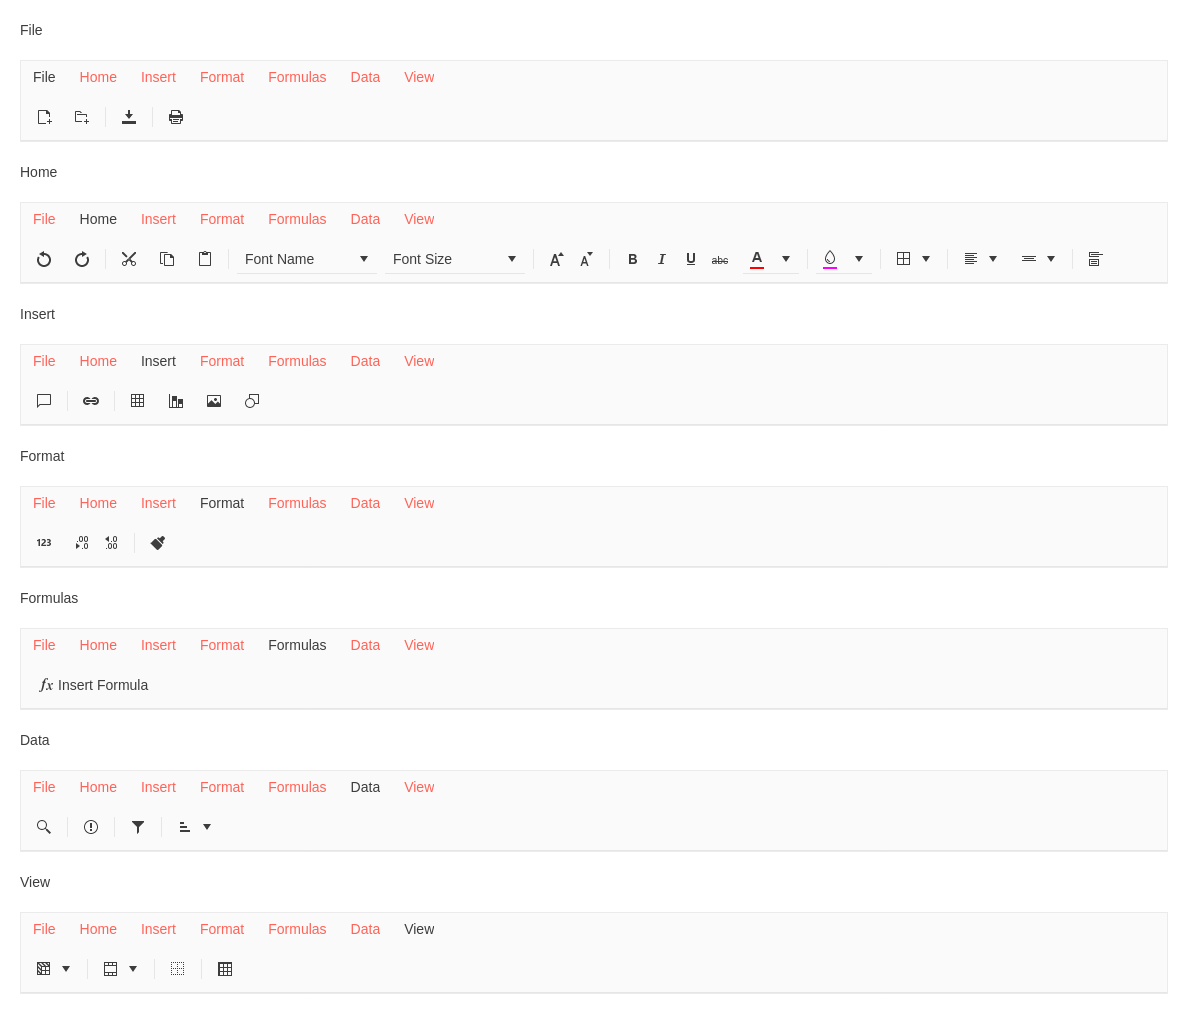 File
File Home Insert Format Formulas Data View
Home
File Home Insert Format Formulas Data View
Font Name Font Size A A B I U abc A
Insert
File Home Insert Format Formulas Data View
Format
File Home Insert Format Formulas Data View
123 .00 .0 .0 .00
Formulas
File Home Insert Format Formulas Data View
fx Insert Formula
Data
File Home Insert Format Formulas Data View
View
File Home Insert Format Formulas Data View